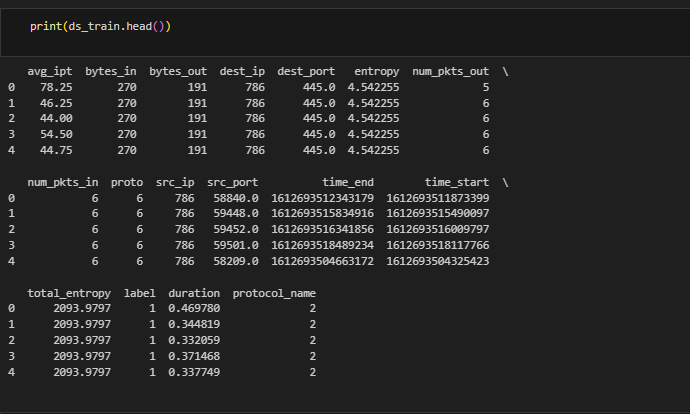 print(ds_train.head())
avg_ipt bytes_in bytes_out dest_ip dest_port entropy num_pkts_out \
0 78.25 270 191 786 445.0 4.542255 5
1 46.25 270 191 786 445.0 4.542255 6
2 44.00 270 191 786 445.0 4.542255 6
3 54.50 270 191 786 445.0 4.542255 6
4 44.75 270 191 786 445.0 4.542255 6
num_pkts_in proto src_ip src_port time_end time_start \
0 6 6 786 58840.0 1612693512343179 1612693511873399
1 6 6 786 59448.0 1612693515834916 1612693515490097
2 6 6 786 59452.0 1612693516341856 1612693516009797
3 6 6 786 59501.0 1612693518489234 1612693518117766
4 6 6 786 58209.0 1612693504663172 1612693504325423
total_entropy label duration protocol_name
0 2093.9797 1 0.469780 2
1 2093.9797 1 0.344819 2
2 2093.9797 1 0.332059 2
3 2093.9797 1 0.371468 2
4 2093.9797 1 0.337749 2